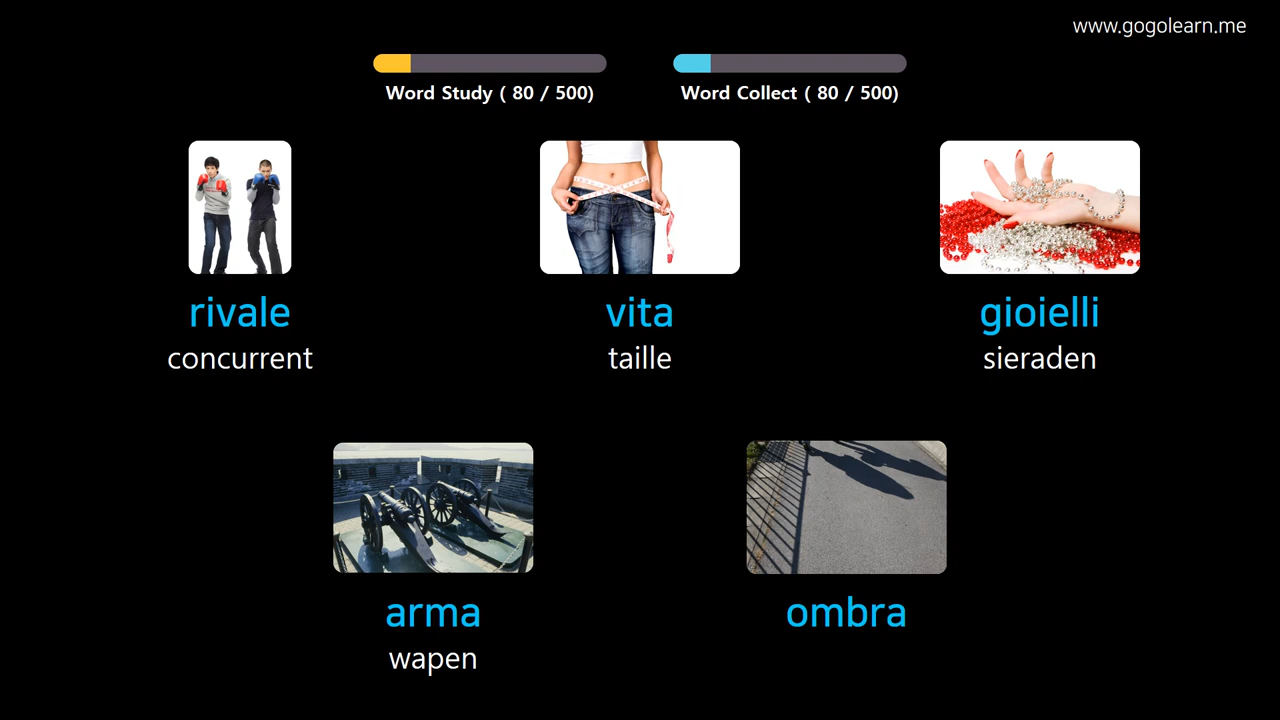 www.gogolearn.me
Word Study ( 80 / 500)
Word Collect ( 80 / 500)
rivale
concurrent
vita
taille
gioielli
sieraden
arma
wapen
ombra